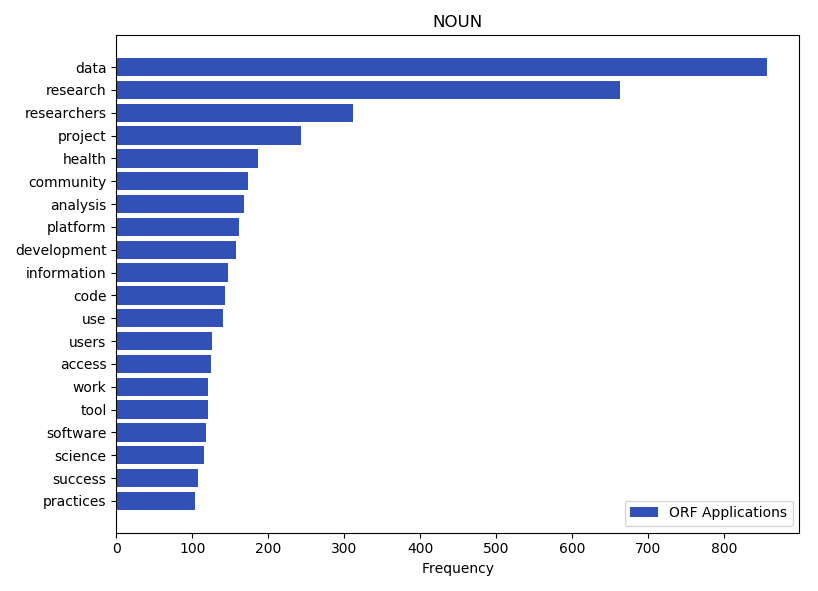 NOUN
data
research
researchers
project
health
community
analysis
platform
development
information
code
use
users
access
work
tool
software
science
success
practices
ORF Applications
0 100 200 300 400 500 600 700 800
Frequency